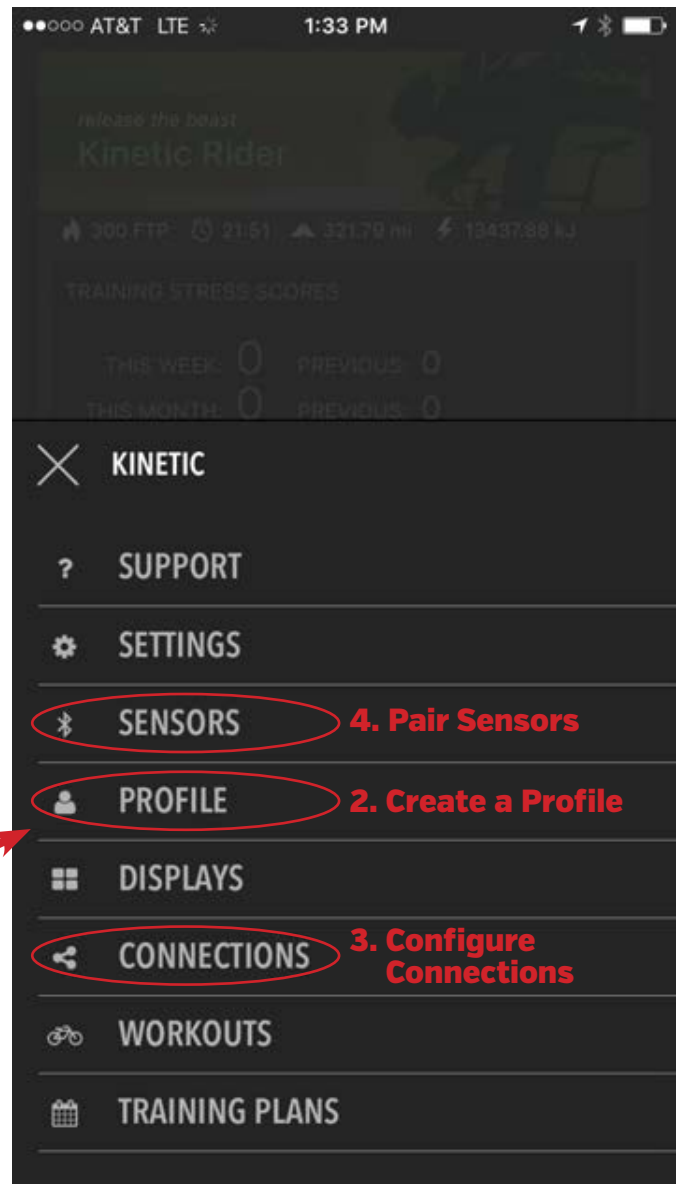 AT&T LTE 1:33 PM
release the beast
Kinetic Rider
300 FTP 21:51 321.79 mi 13437.88 kJ
TRAINING STRESS SCORES
THIS WEEK: 0 PREVIOUS: 0
THIS MONTH: 0 PREVIOUS: 0
KINETIC
? SUPPORT
SETTINGS
SENSORS 4. Pair Sensors
PROFILE 2. Create a Profile
DISPLAYS
CONNECTIONS 3. Configure
Connections
WORKOUTS
TRAINING PLANS